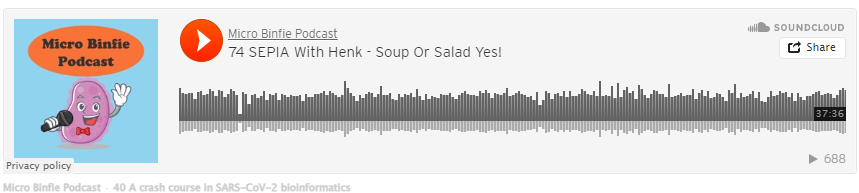 Micro Binfie
Podcast
Micro Binfie Podcast
74 SEPIA With Henk - Soup Or Salad Yes!
SOUNDCLOUD
Share
37:36
Privacy policy
688
Micro Binfie Podcast · 40 A crash course in SARS-CoV-2 bioinformatics